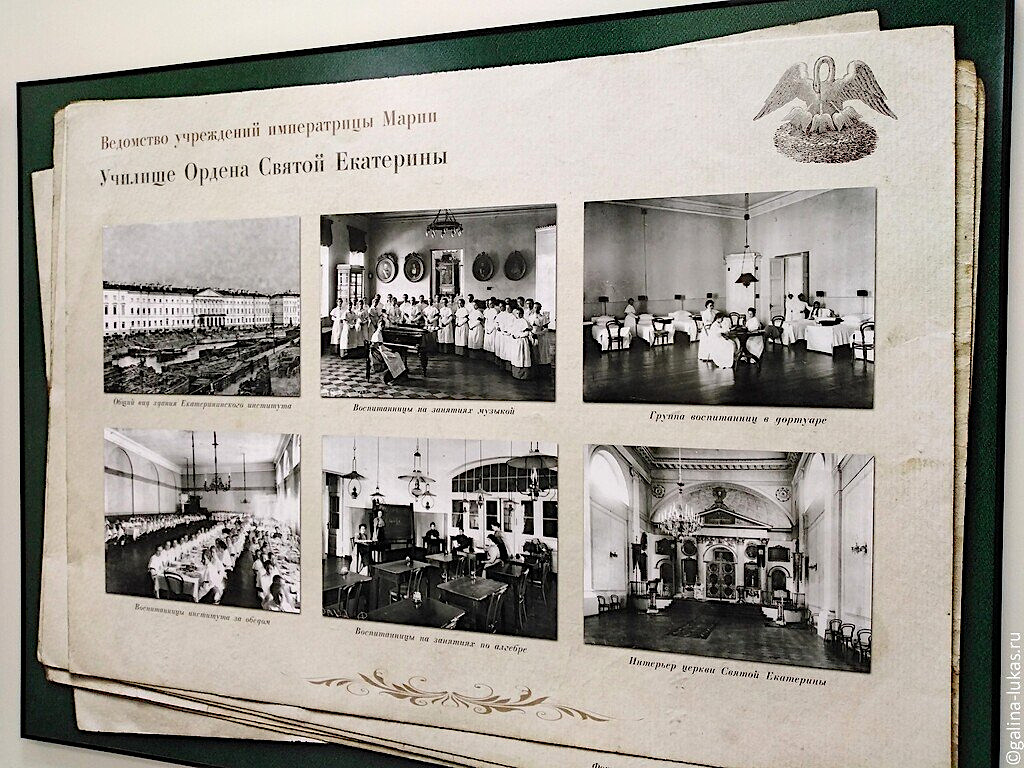 Ведомство учреждений императрицы Марии
Училище Ордена Святой Екатерины
Общий вид здания Екатерининского института
Воспитанницы на занятиях музыкой
Группа воспитанниц в дортуаре
Воспитанницы института за обедом
Воспитанницы на занятиях по алгебре
Интерьер церкви Святой Екатерины
©galina-lukas.ru